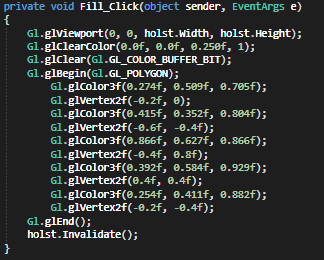 private void Fill_Click(object sender, EventArgs e)
{
Gl.glViewport(0, 0, holst.Width, holst.Height);
Gl.glClearColor(0.0f, 0.0f, 0.250f, 1);
Gl.glClear(Gl.GL_COLOR_BUFFER_BIT);
Gl.glBegin(Gl.GL_POLYGON);
Gl.glColor3f(0.274f, 0.509f, 0.705f);
Gl.glVertex2f(-0.2f, 0);
Gl.glColor3f(0.415f, 0.352f, 0.804f);
Gl.glVertex2f(-0.6f, -0.4f);
Gl.glColor3f(0.866f, 0.627f, 0.866f);
Gl.glVertex2f(-0.4f, 0.8f);
Gl.glColor3f(0.392f, 0.584f, 0.929f);
Gl.glVertex2f(0.4f, 0.4f);
Gl.glColor3f(0.254f, 0.411f, 0.882f);
Gl.glVertex2f(-0.2f, -0.4f);
Gl.glEnd();
holst.Invalidate();
}